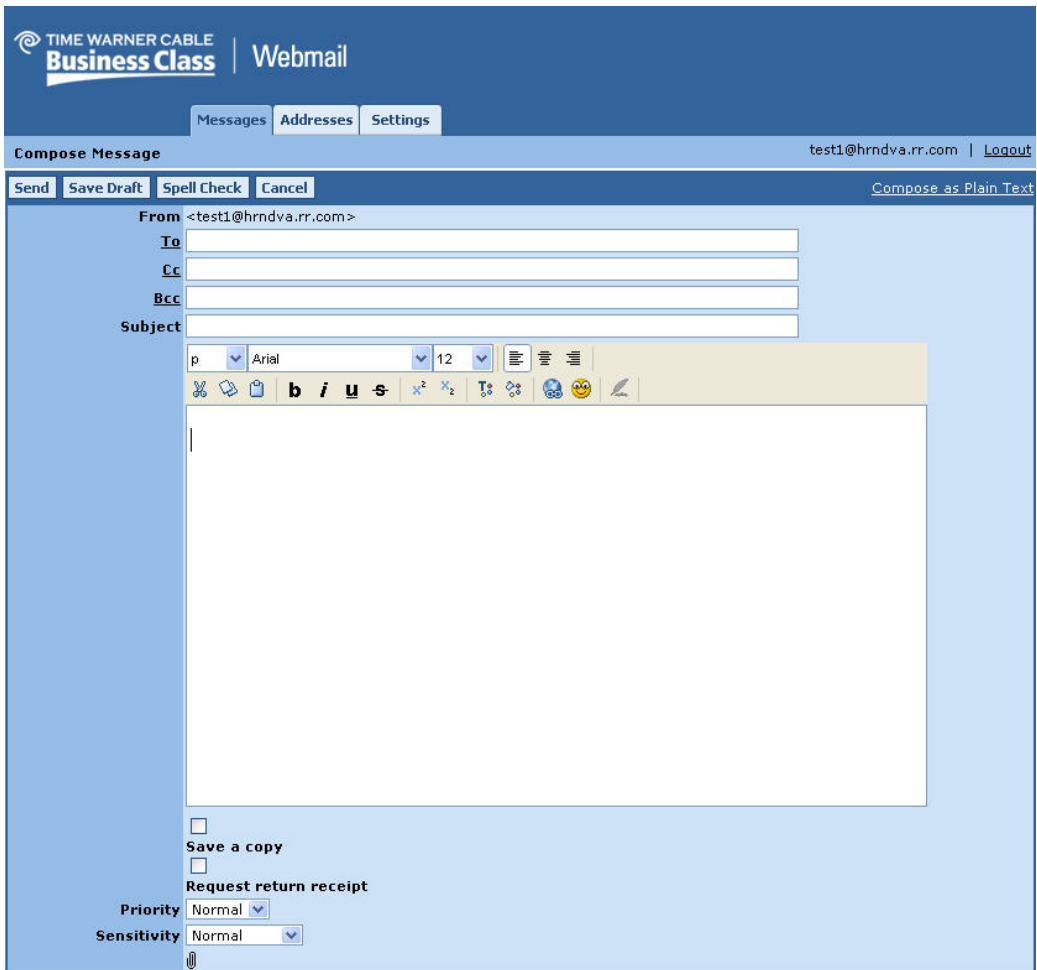 TIME WARNER CABLE
Business Class | Webmail
Messages Addresses Settings
Compose Message test1@hrndva.rr.com | Logout
Send Save Draft Spell Check Cancel Compose as Plain Text
From <test1@hrndva.rr.com>
To
Cc
Bcc
Subject
p Arial 12
b i u S x² x₂ T
Save a copy
Request return receipt
Priority Normal
Sensitivity Normal